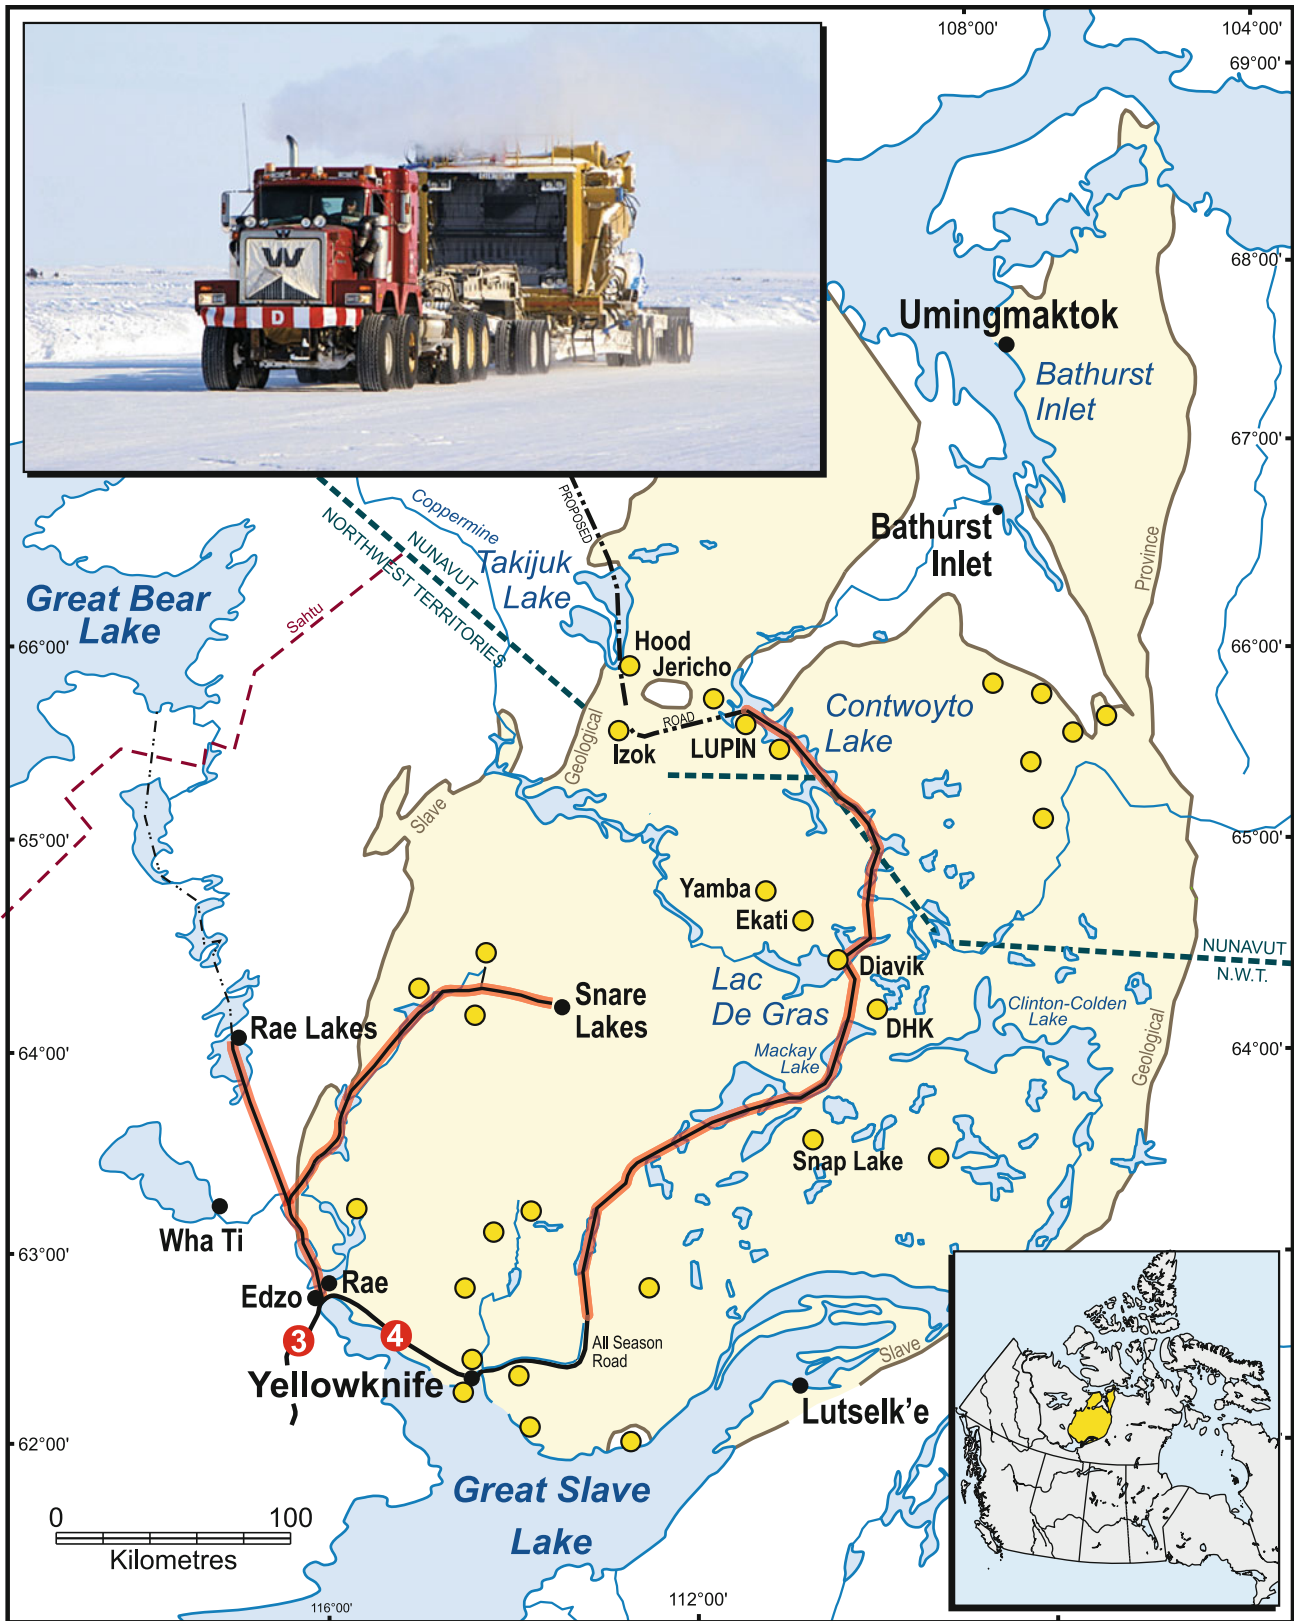 108°00'
104°00'
69°00'
D
68°00'
Umingmaktok
Bathurst
Inlet
67°00'
PROPOSED
Coppermine
NUNAVUT
NORTHWEST TERRITORIES
Takijuk
Lake
Bathurst
Inlet
Province
Great Bear
Lake
Sahtu
66°00'
66°00'
Hood
Jericho
Contwoyto
Lake
ROAD
LUPIN
Izok
Geological
Slave
65°00'
65°00'
Yamba
Ekati
Diavik
NUNAVUT
N.W.T.
Lac
De Gras
DHK
Clinton-Colden
Lake
Snare
Lakes
Rae Lakes
Mackay
Lake
64°00'
64°00'
Geological
Snap Lake
Wha Ti
63°00'
Rae
Edzo
3
4
All Season
Road
Slave
Yellowknife
Lutselk'e
62°00'
Great Slave
Lake
0 100
Kilometres
116°00'
112°00'